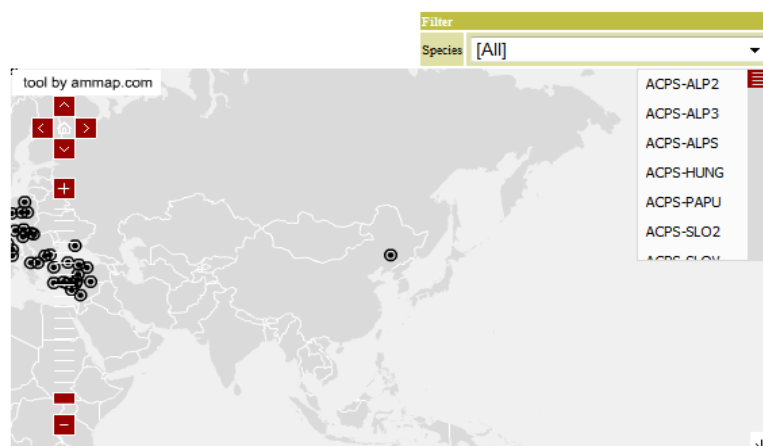 Filter
Species [All]
tool by ammap.com
ACPS-ALP2
ACPS-ALP3
ACPS-ALPS
ACPS-HUNG
ACPS-PAPU
ACPS-SLO2